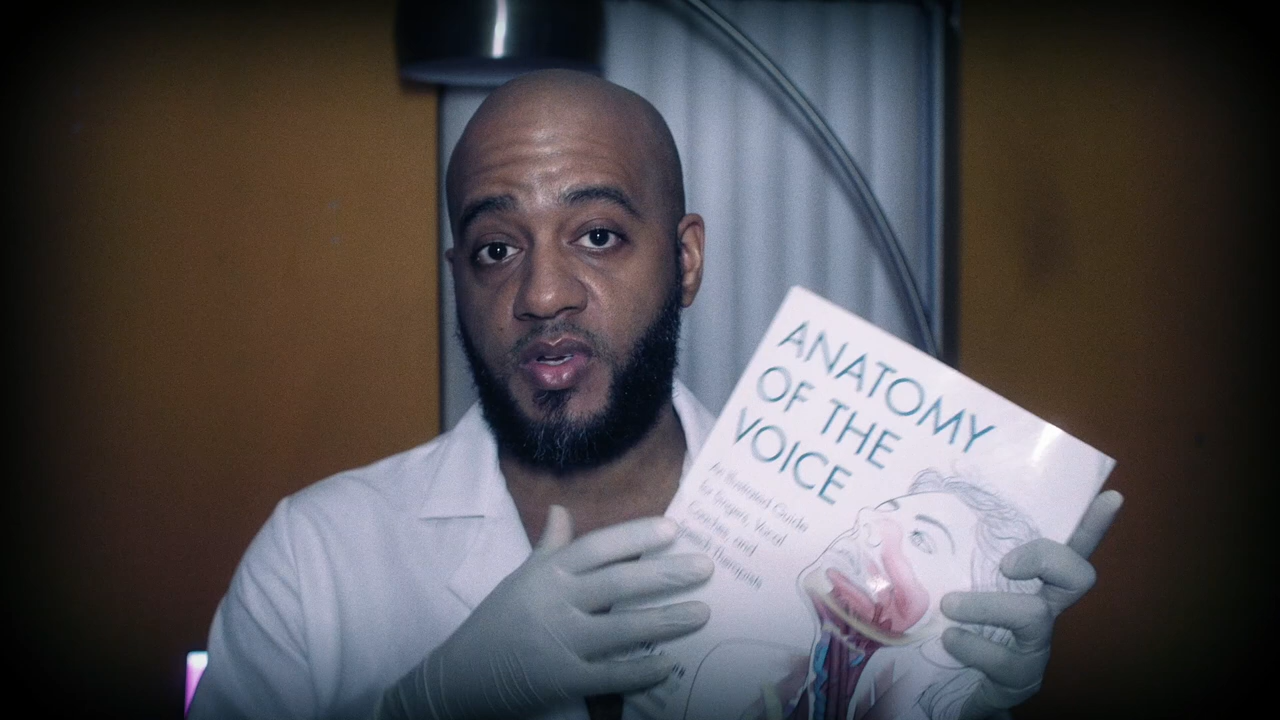 ANATOMY
OF THE
VOICE
An Illustrated Guide
for Singers, Vocal
Coaches, and
Speech Therapists